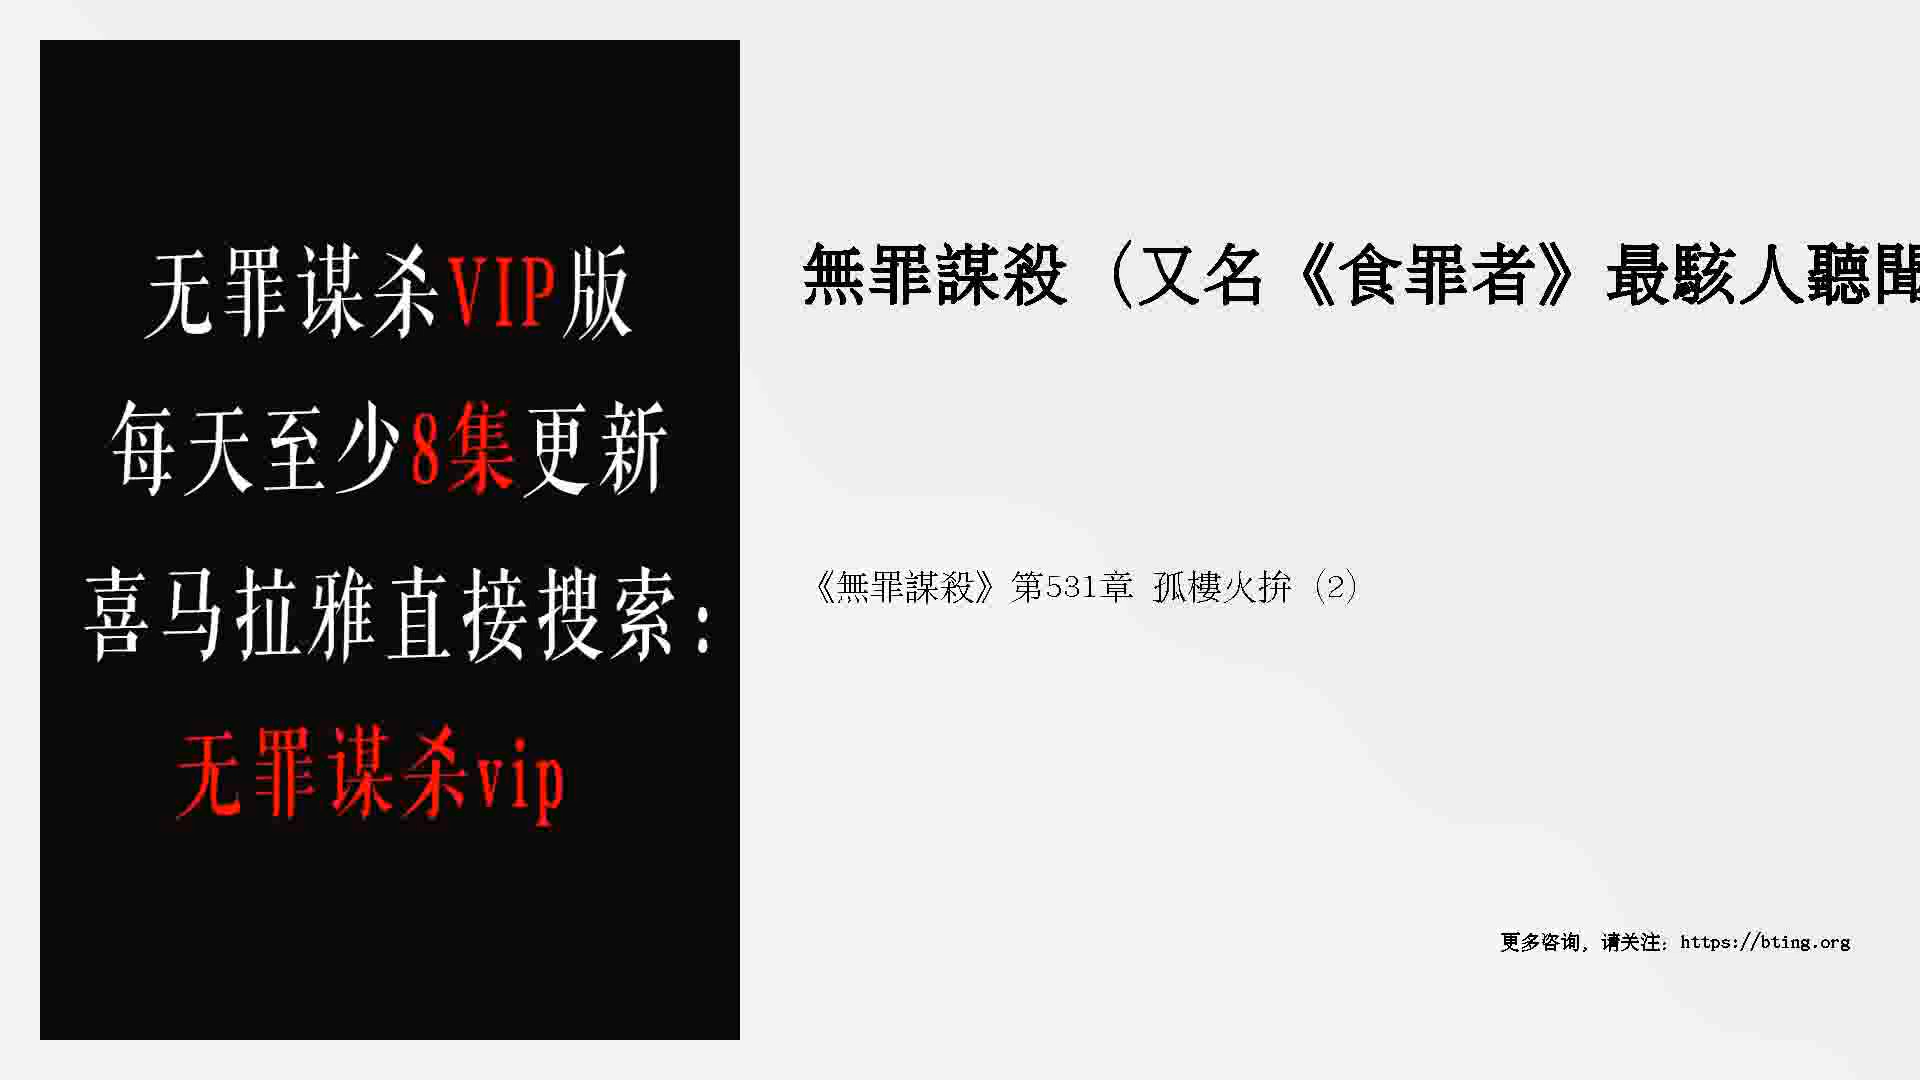 无罪谋杀VIP版
每天至少8集更新
喜马拉雅直接搜索：
无罪谋杀vip
無罪謀殺（又名《食罪者》最駭人聽聞
《無罪謀殺》第531章 孤樓火拚（2）
更多咨询，请关注：https://bting.org